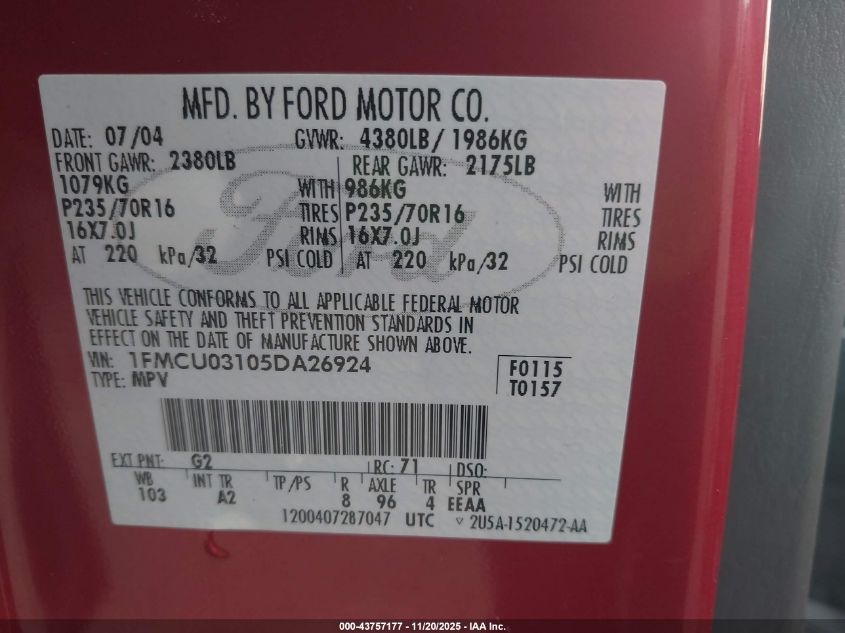 MFD. BY FORD MOTOR CO.
DATE: 07/04 GVWR: 4380LB/ 1986KG
FRONT GAWR: 2380LB REAR GAWR: 2175LB
1079KG WITH 986KG WITH
P235/70R16 TIRES P235/70R16 TIRES
16X7.0J RIMS 16X7.0J RIMS
AT 220 kPa/32 PSI COLD AT 220 kPa/32 PSI COLD
Ford
THIS VEHICLE CONFORMS TO ALL APPLICABLE FEDERAL MOTOR
VEHICLE SAFETY AND THEFT PREVENTION STANDARDS IN
EFFECT ON THE DATE OF MANUFACTURE SHOWN ABOVE.
VIN: 1FMCU03105DA26924 F0115
TYPE: MPV T0157
EXT PNT: G2 RC: 71 DSO:
WB INT TR TP/PS R AXLE TR SPR
103 A2 8 96 4 EEAA
1200407287047 UTC ▽ 2U5A-1520472-AA
000-43757177 - 11/20/2025 - IAA Inc.